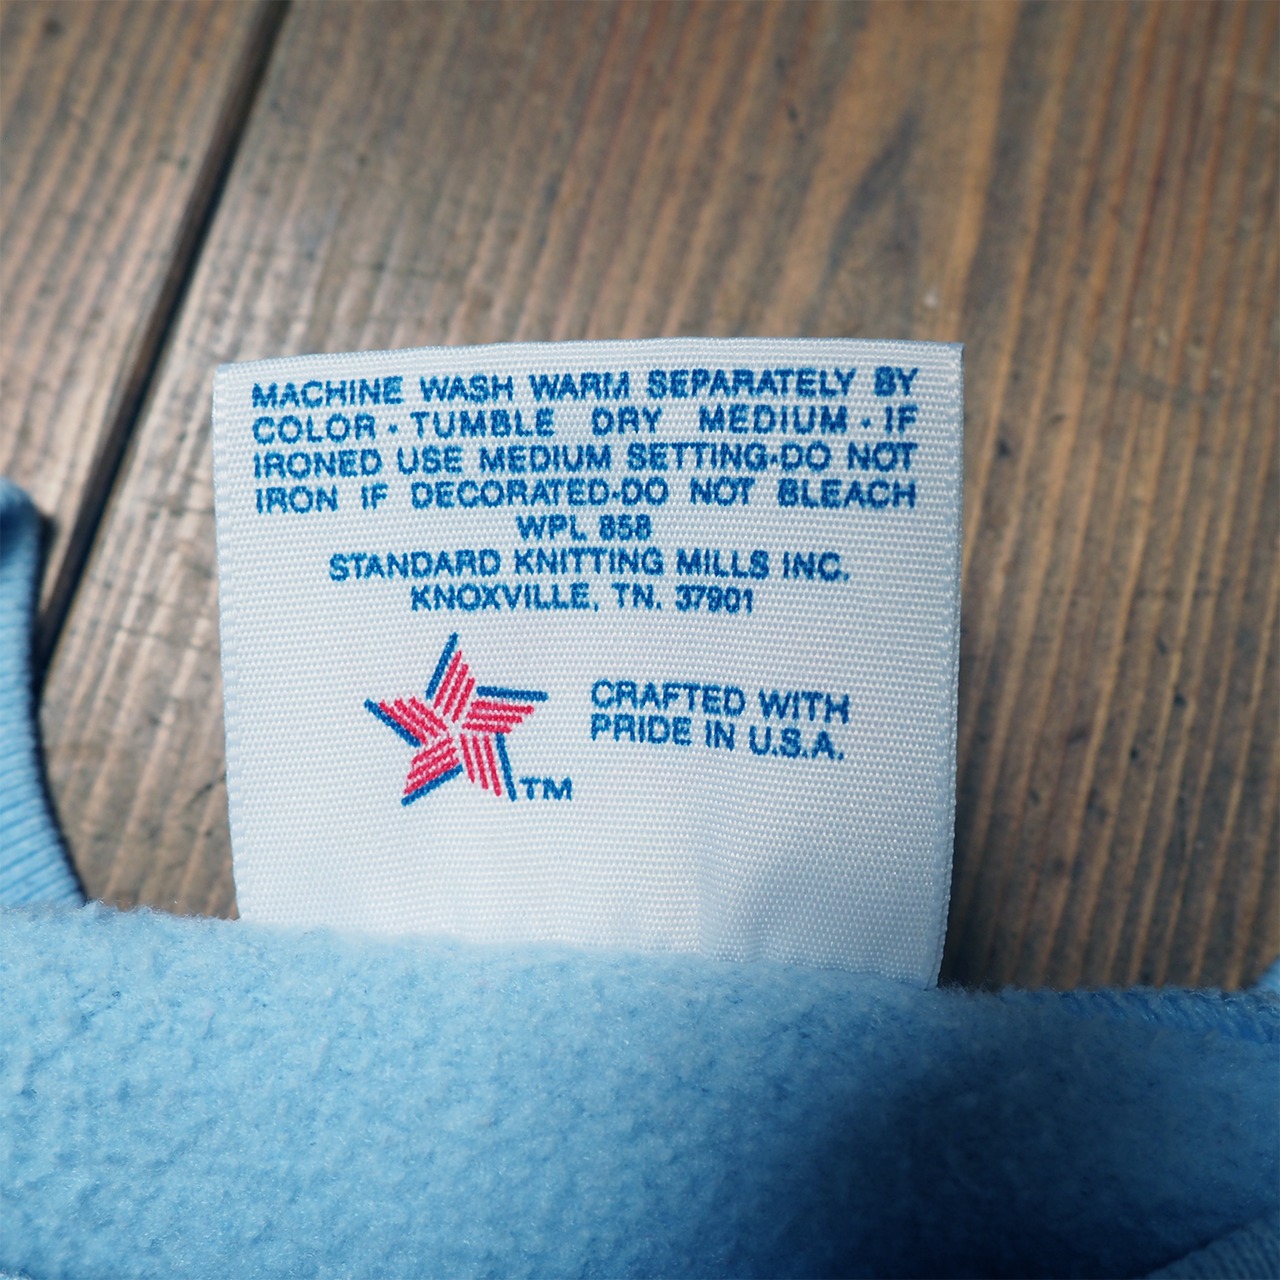 MACHINE WASH WARM SEPARATELY BY
COLOR · TUMBLE DRY MEDIUM · IF
IRONED USE MEDIUM SETTING·DO NOT
IRON IF DECORATED·DO NOT BLEACH
WPL 858
STANDARD KNITTING MILLS INC.
KNOXVILLE, TN. 37901
CRAFTED WITH
PRIDE IN U.S.A.
TM